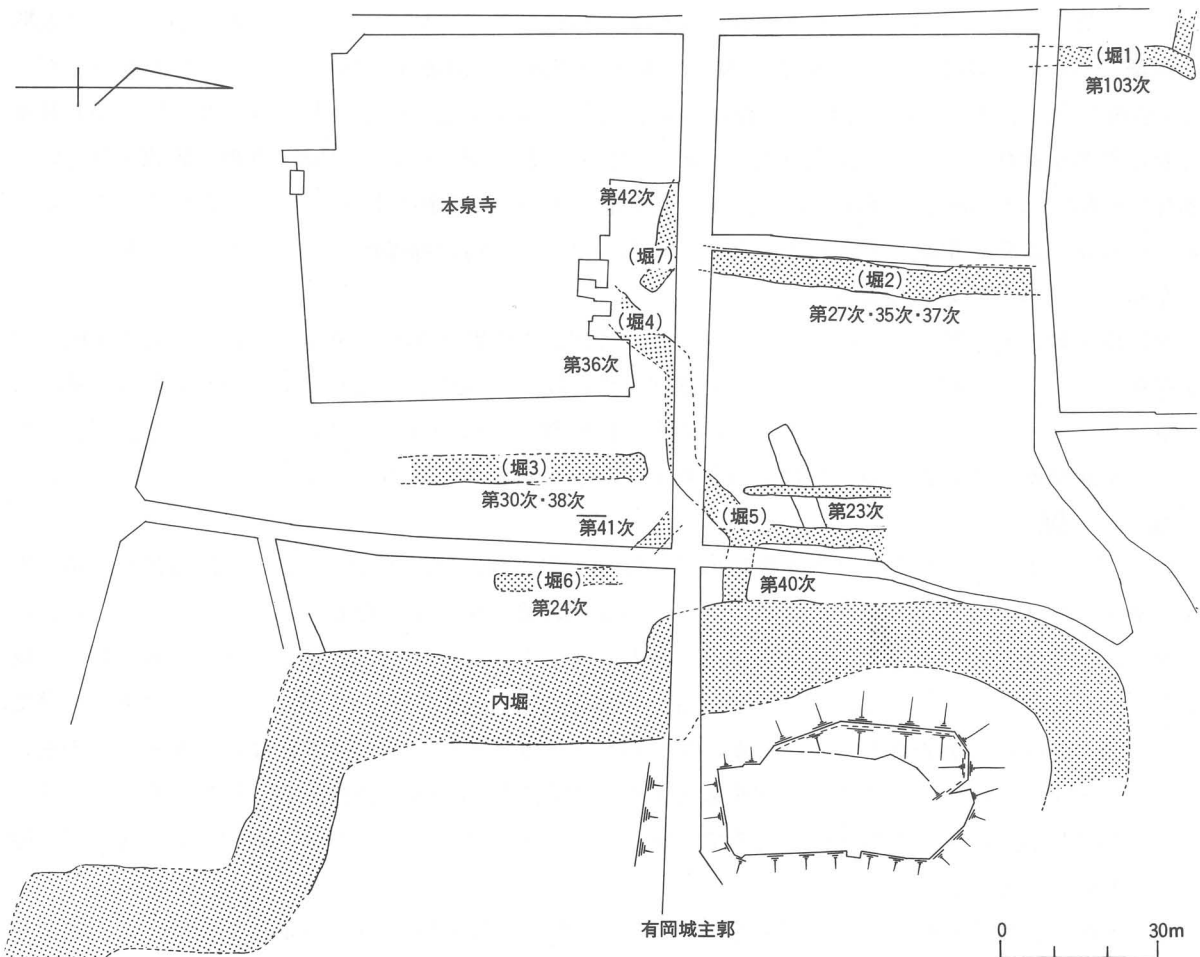 (堀1)
第103次
本泉寺
第42次
(堀7)
(堀2)
第27次・35次・37次
(堀4)
第36次
(堀3)
第30次・38次
第41次
(堀5)
第23次
(堀6)
第24次
第40次
内堀
有岡城主郭
0 30m